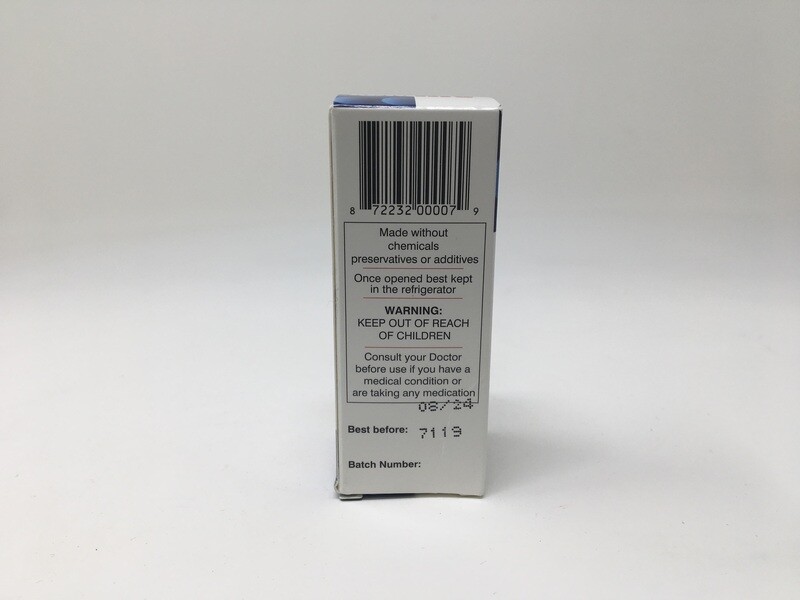 8 72232 00007 9
Made without
chemicals
preservatives or additives
Once opened best kept
in the refrigerator
WARNING:
KEEP OUT OF REACH
OF CHILDREN
Consult your Doctor
before use if you have a
medical condition or
are taking any medication
08/24
Best before: 7119
Batch Number: